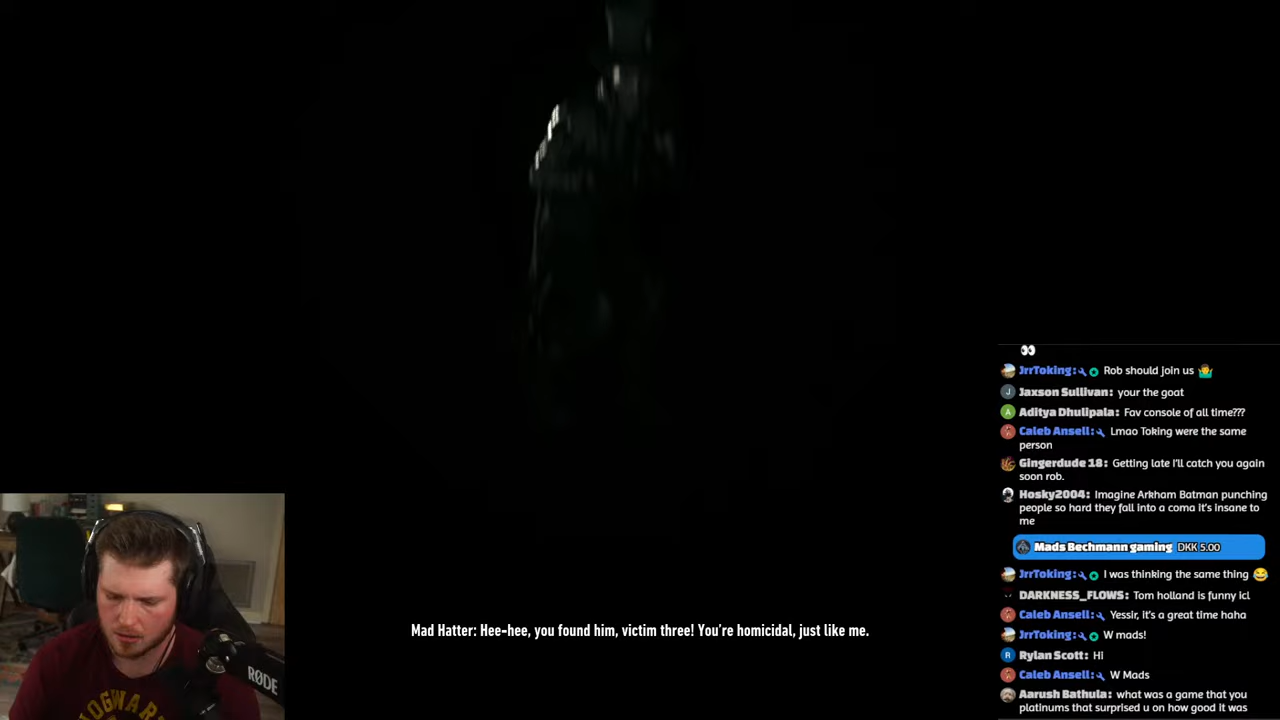 👀
JrrToking: Rob should join us 🤷‍♂️
Jaxson Sullivan: your the goat
Aditya Dhulipala: Fav console of all time???
Caleb Ansell: Lmao Toking were the same
person
Gingerdude 18: Getting late I'll catch you again
soon rob.
Hosky2004: Imagine Arkham Batman punching
people so hard they fall into a coma it's insane to
me
Mads Bechmann gaming DKK 5.00
JrrToking: I was thinking the same thing 😂
DARKNESS_FLOWS: Tom holland is funny icl
Caleb Ansell: Yessir, it's a great time haha
JrrToking: W mads!
R Rylan Scott: Hi
Caleb Ansell: W Mads
Aarush Bathula: what was a game that you
platinums that surprised u on how good it was
Mad Hatter: Hee-hee, you found him, victim three! You're homicidal, just like me.
RØDE
HOGWAR